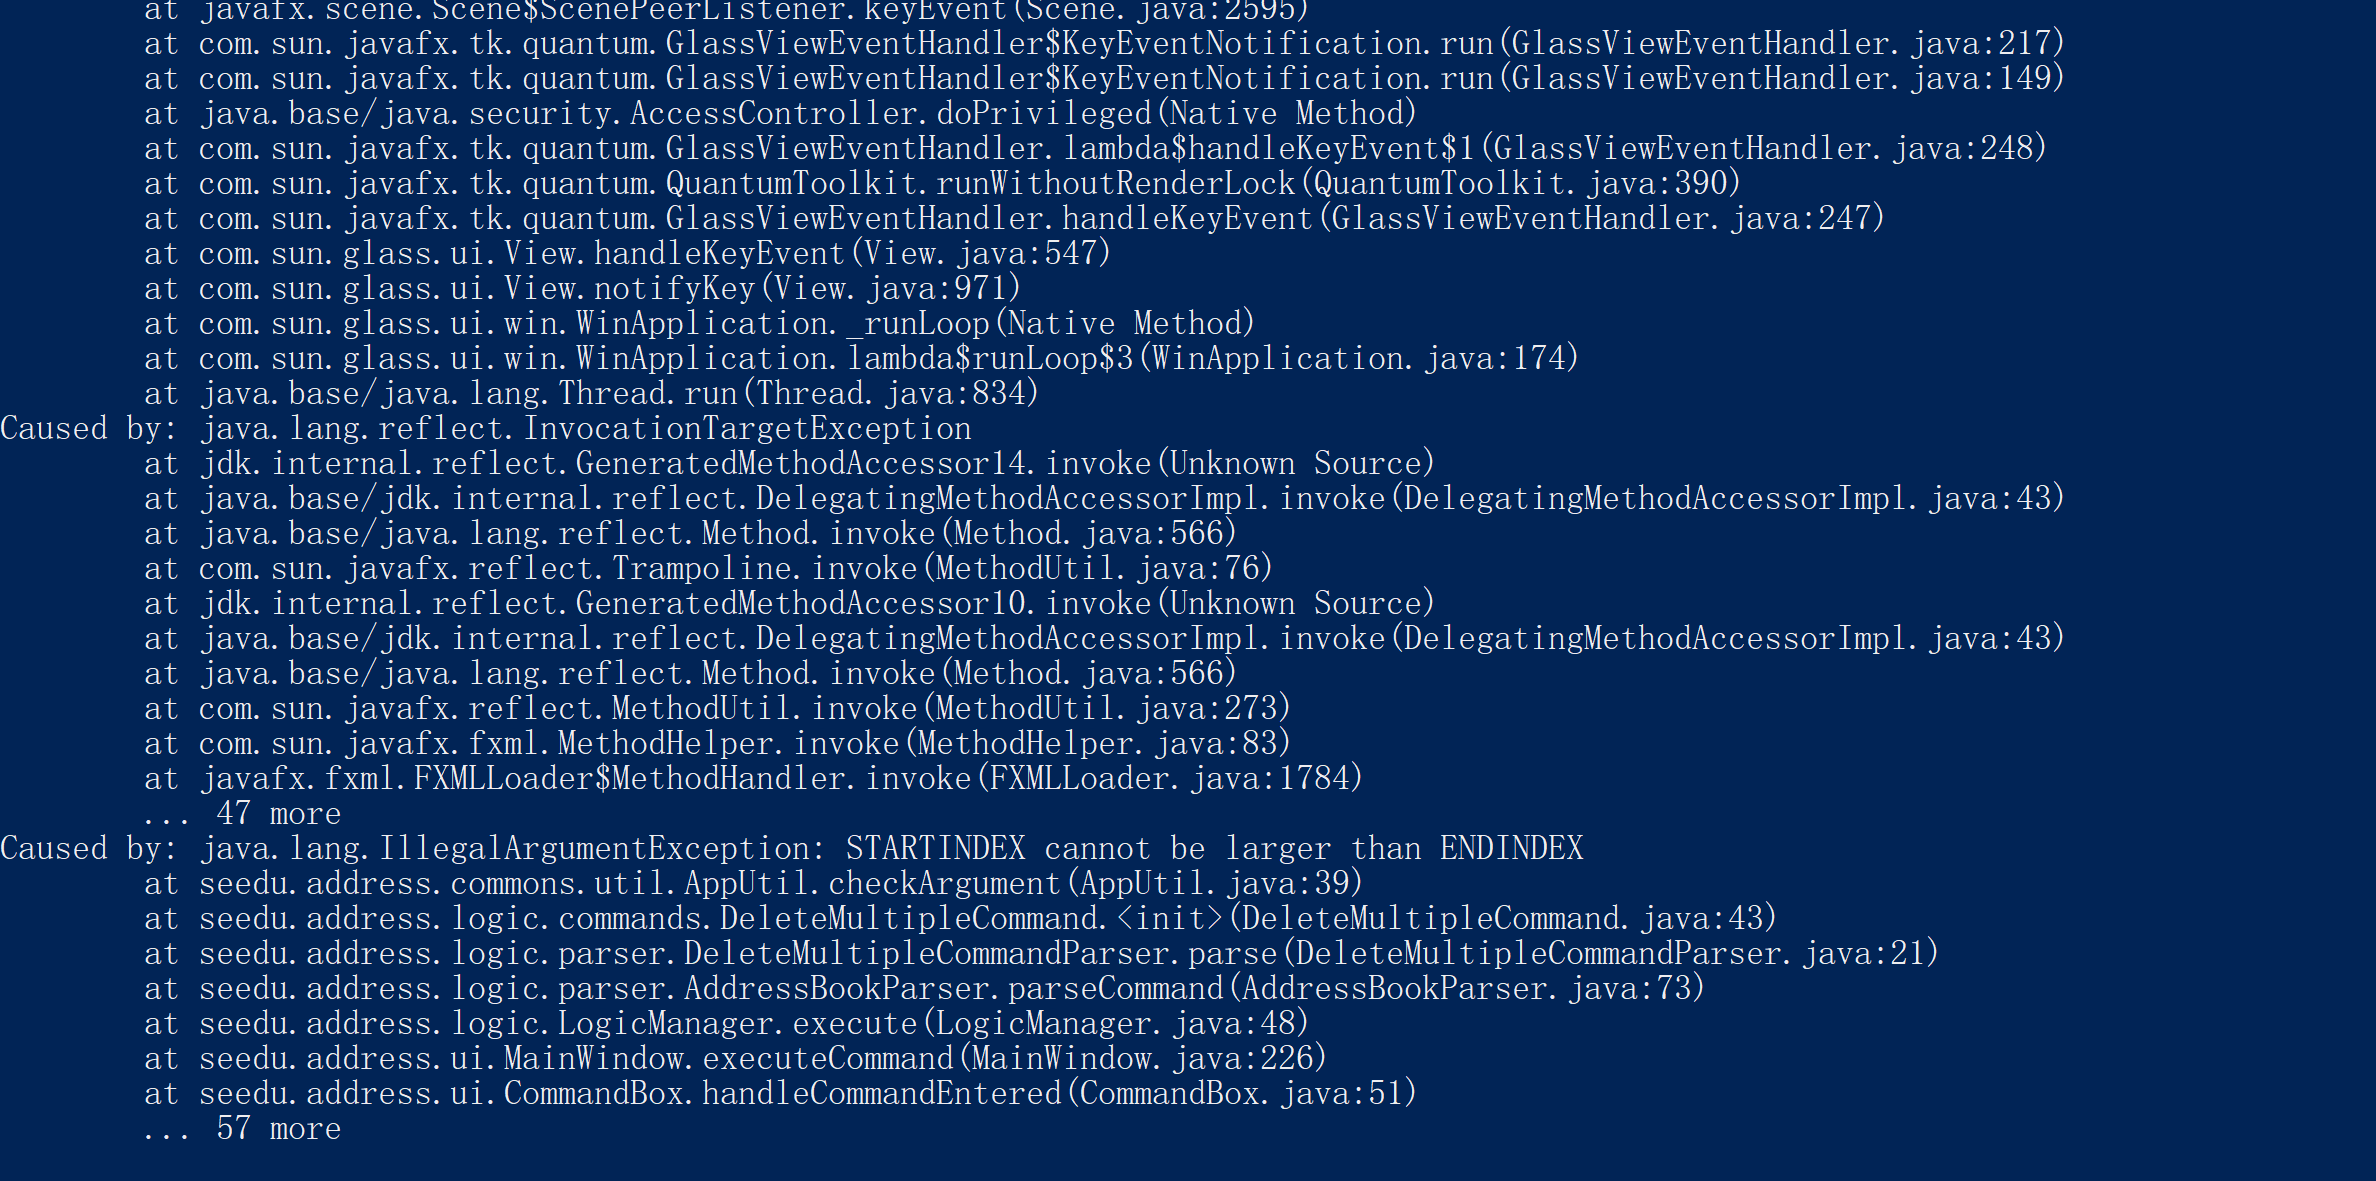 at javafx.scene.Scene$ScenePeerListener.keyEvent(Scene.java:2595)
at com.sun.javafx.tk.quantum.GlassViewEventHandler$KeyEventNotification.run(GlassViewEventHandler.java:217)
at com.sun.javafx.tk.quantum.GlassViewEventHandler$KeyEventNotification.run(GlassViewEventHandler.java:149)
at java.base/java.security.AccessController.doPrivileged(Native Method)
at com.sun.javafx.tk.quantum.GlassViewEventHandler.lambda$handleKeyEvent$1(GlassViewEventHandler.java:248)
at com.sun.javafx.tk.quantum.QuantumToolkit.runWithoutRenderLock(QuantumToolkit.java:390)
at com.sun.javafx.tk.quantum.GlassViewEventHandler.handleKeyEvent(GlassViewEventHandler.java:247)
at com.sun.glass.ui.View.handleKeyEvent(View.java:547)
at com.sun.glass.ui.View.notifyKey(View.java:971)
at com.sun.glass.ui.win.WinApplication._runLoop(Native Method)
at com.sun.glass.ui.win.WinApplication.lambda$runLoop$3(WinApplication.java:174)
at java.base/java.lang.Thread.run(Thread.java:834)
Caused by: java.lang.reflect.InvocationTargetException
at jdk.internal.reflect.GeneratedMethodAccessor14.invoke(Unknown Source)
at java.base/jdk.internal.reflect.DelegatingMethodAccessorImpl.invoke(DelegatingMethodAccessorImpl.java:43)
at java.base/java.lang.reflect.Method.invoke(Method.java:566)
at com.sun.javafx.reflect.Trampoline.invoke(MethodUtil.java:76)
at jdk.internal.reflect.GeneratedMethodAccessor10.invoke(Unknown Source)
at java.base/jdk.internal.reflect.DelegatingMethodAccessorImpl.invoke(DelegatingMethodAccessorImpl.java:43)
at java.base/java.lang.reflect.Method.invoke(Method.java:566)
at com.sun.javafx.reflect.MethodUtil.invoke(MethodUtil.java:273)
at com.sun.javafx.fxml.MethodHelper.invoke(MethodHelper.java:83)
at javafx.fxml.FXMLLoader$MethodHandler.invoke(FXMLLoader.java:1784)
... 47 more
Caused by: java.lang.IllegalArgumentException: STARTINDEX cannot be larger than ENDINDEX
at seedu.address.commons.util.AppUtil.checkArgument(AppUtil.java:39)
at seedu.address.logic.commands.DeleteMultipleCommand.<init>(DeleteMultipleCommand.java:43)
at seedu.address.logic.parser.DeleteMultipleCommandParser.parse(DeleteMultipleCommandParser.java:21)
at seedu.address.logic.parser.AddressBookParser.parseCommand(AddressBookParser.java:73)
at seedu.address.logic.LogicManager.execute(LogicManager.java:48)
at seedu.address.ui.MainWindow.executeCommand(MainWindow.java:226)
at seedu.address.ui.CommandBox.handleCommandEntered(CommandBox.java:51)
... 57 more